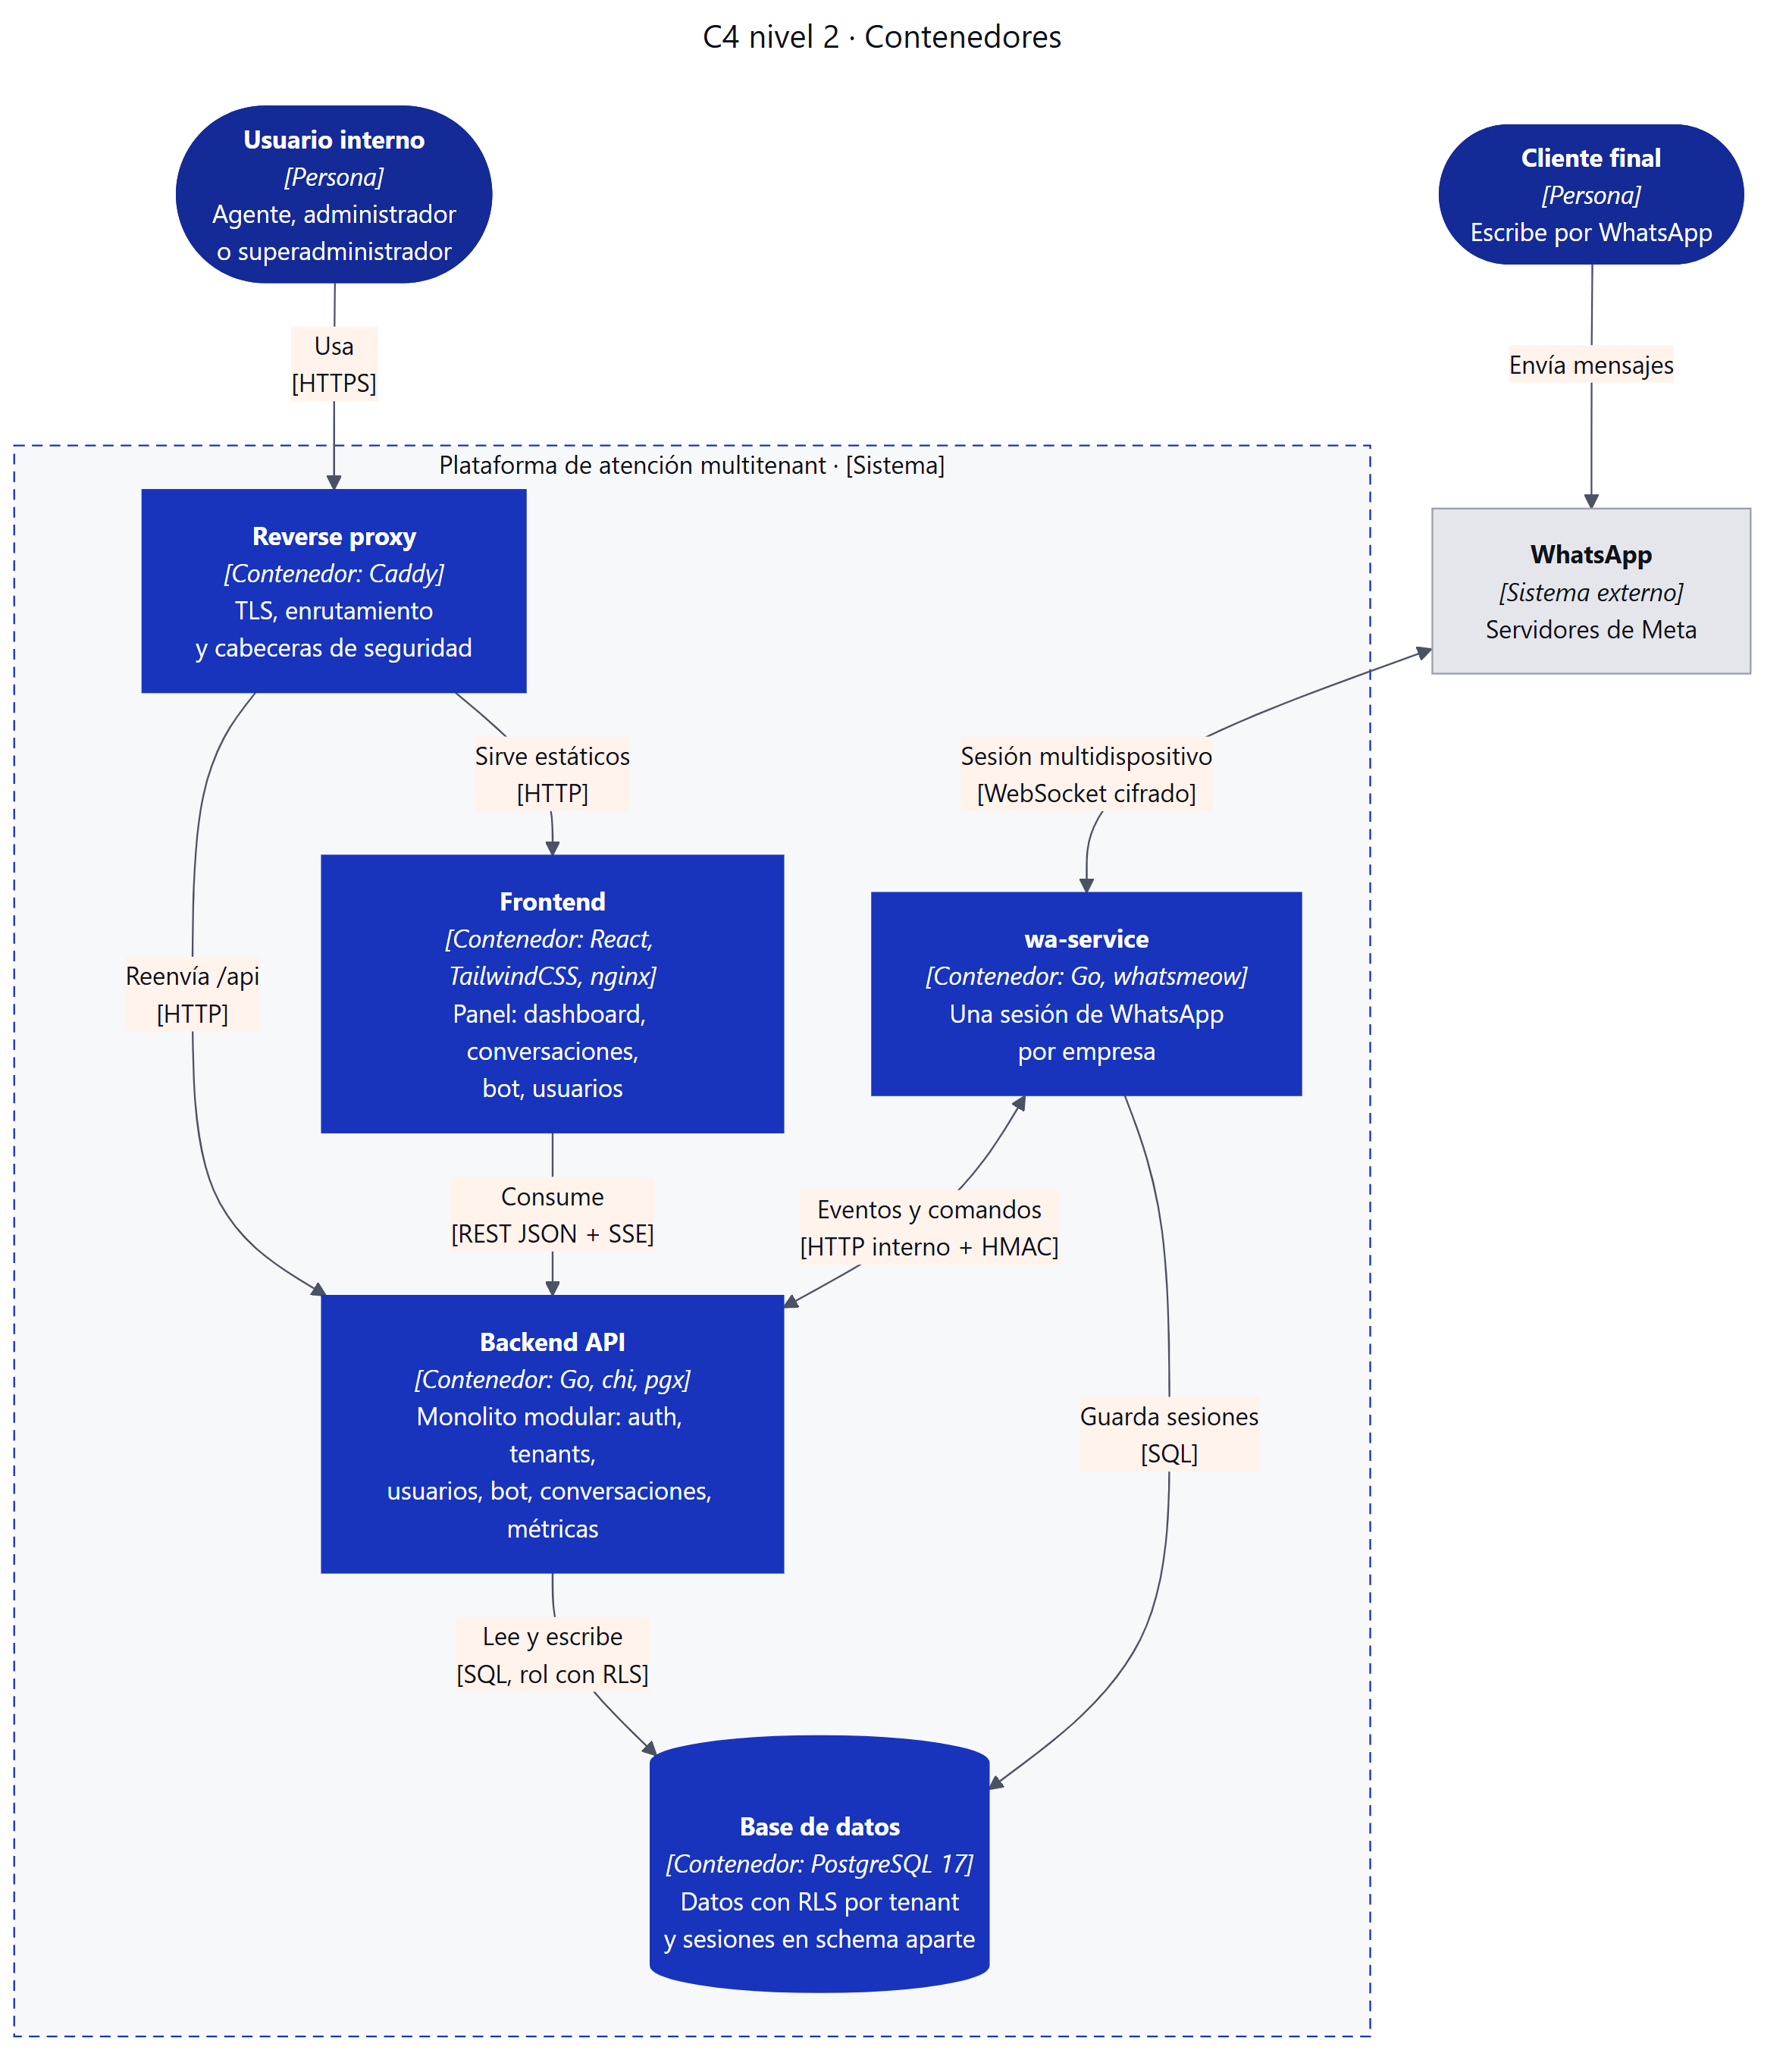 C4 nivel 2 · Contenedores
Usuario interno
[Persona]
Agente, administrador
o superadministrador
Cliente final
[Persona]
Escribe por WhatsApp
Usa
[HTTPS]
Envía mensajes
Plataforma de atención multitenant · [Sistema]
Reverse proxy
[Contenedor: Caddy]
TLS, enrutamiento
y cabeceras de seguridad
WhatsApp
[Sistema externo]
Servidores de Meta
Sirve estáticos
[HTTP]
Sesión multidispositivo
[WebSocket cifrado]
Reenvía /api
[HTTP]
Frontend
[Contenedor: React,
TailwindCSS, nginx]
Panel: dashboard,
conversaciones,
bot, usuarios
wa-service
[Contenedor: Go, whatsmeow]
Una sesión de WhatsApp
por empresa
Consume
[REST JSON + SSE]
Eventos y comandos
[HTTP interno + HMAC]
Backend API
[Contenedor: Go, chi, pgx]
Monolito modular: auth,
tenants,
usuarios, bot, conversaciones,
métricas
Guarda sesiones
[SQL]
Lee y escribe
[SQL, rol con RLS]
Base de datos
[Contenedor: PostgreSQL 17]
Datos con RLS por tenant
y sesiones en schema aparte